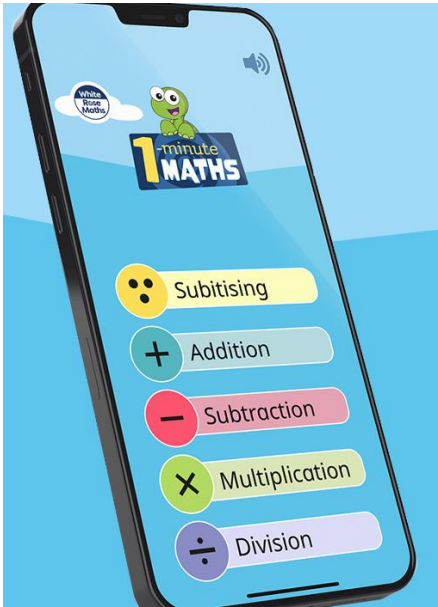 White
Rose
Maths
1-minute
MATHS
Subitising
+ Addition
− Subtraction
× Multiplication
÷ Division